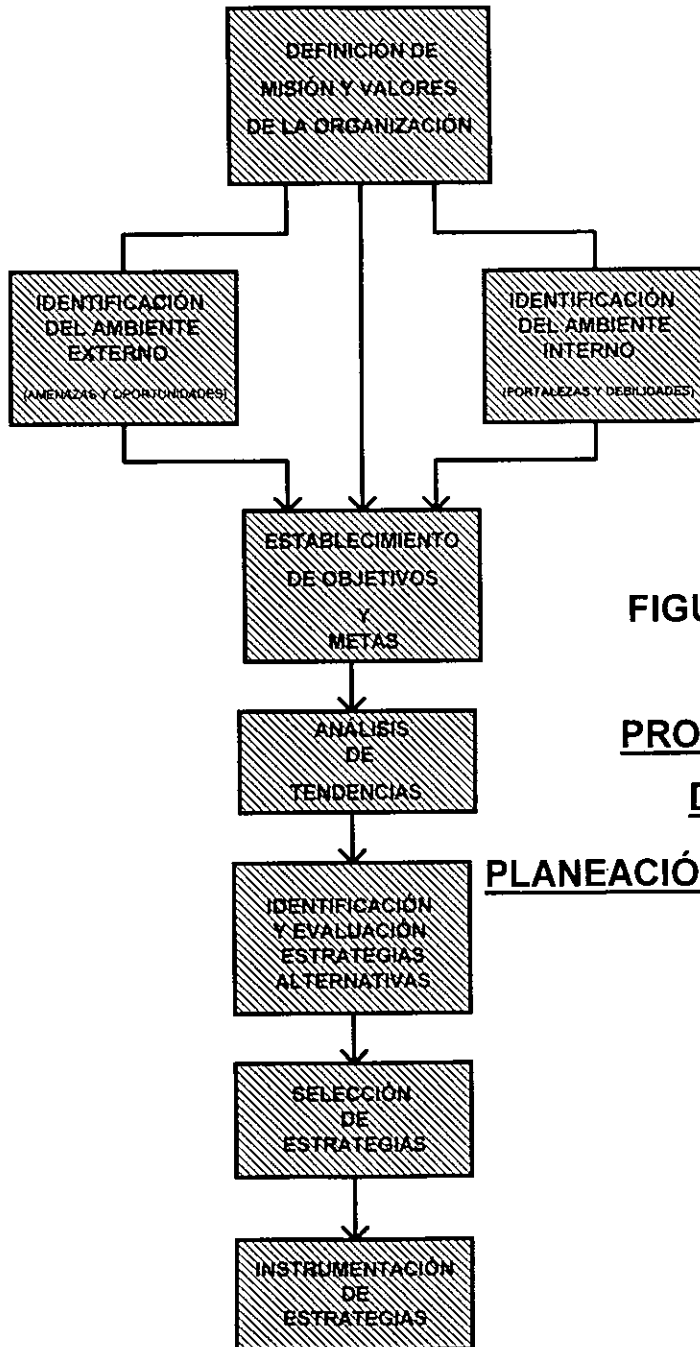 DEFINICIÓN DE
MISIÓN Y VALORES
DE LA ORGANIZACIÓN
IDENTIFICACIÓN
DEL AMBIENTE
EXTERNO
(AMENAZAS Y OPORTUNIDADES)
IDENTIFICACIÓN
DEL AMBIENTE
INTERNO
(FORTALEZAS Y DEBILIDADES)
ESTABLECIMIENTO
DE OBJETIVOS
Y
METAS
FIGU
ANÁLISIS
DE
TENDENCIAS
PRO
D
PLANEACIÓ
IDENTIFICACIÓN
Y EVALUACIÓN
ESTRATEGIAS
ALTERNATIVAS
SELECCIÓN
DE
ESTRATEGIAS
INSTRUMENTACIÓN
DE
ESTRATEGIAS